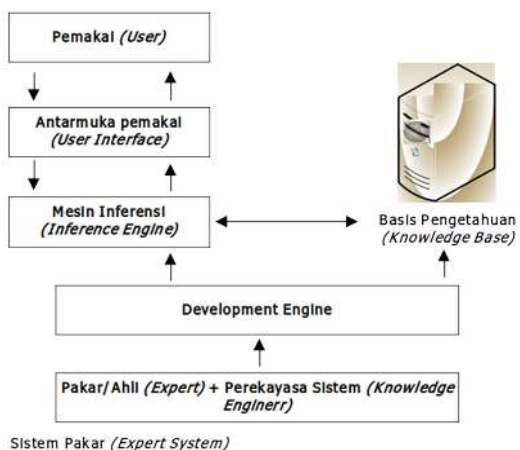 Pemakai (User)
Antarmuka pemakai
(User Interface)
Mesin Inferensi
(Inference Engine)
Basis Pengetahuan
(Knowledge Base)
Development Engine
Pakar/Ahli (Expert) + Perekayasa Sistem (Knowledge
Enginerr)
Sistem Pakar (Expert System)